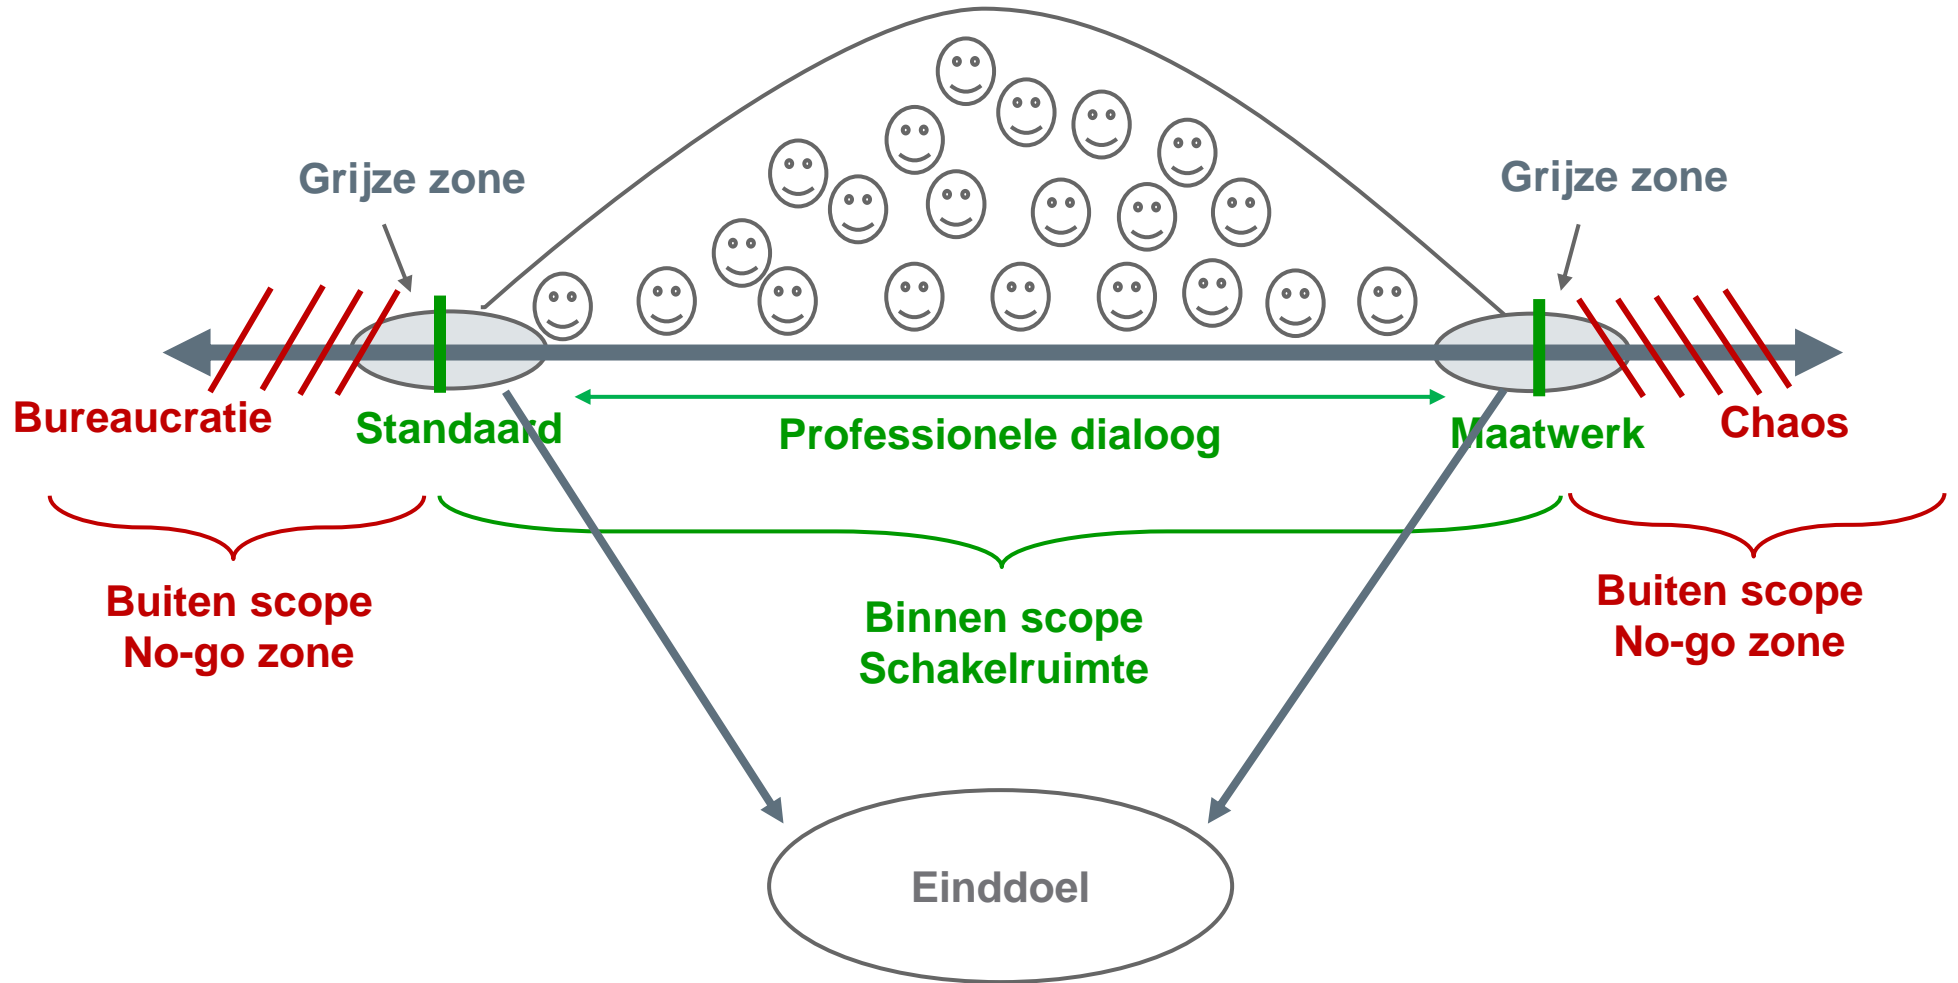 Grijze zone
Grijze zone
Bureaucratie
Standaard
Professionele dialoog
Maatwerk
Chaos
Buiten scope
No-go zone
Binnen scope
Schakelruimte
Buiten scope
No-go zone
Einddoel